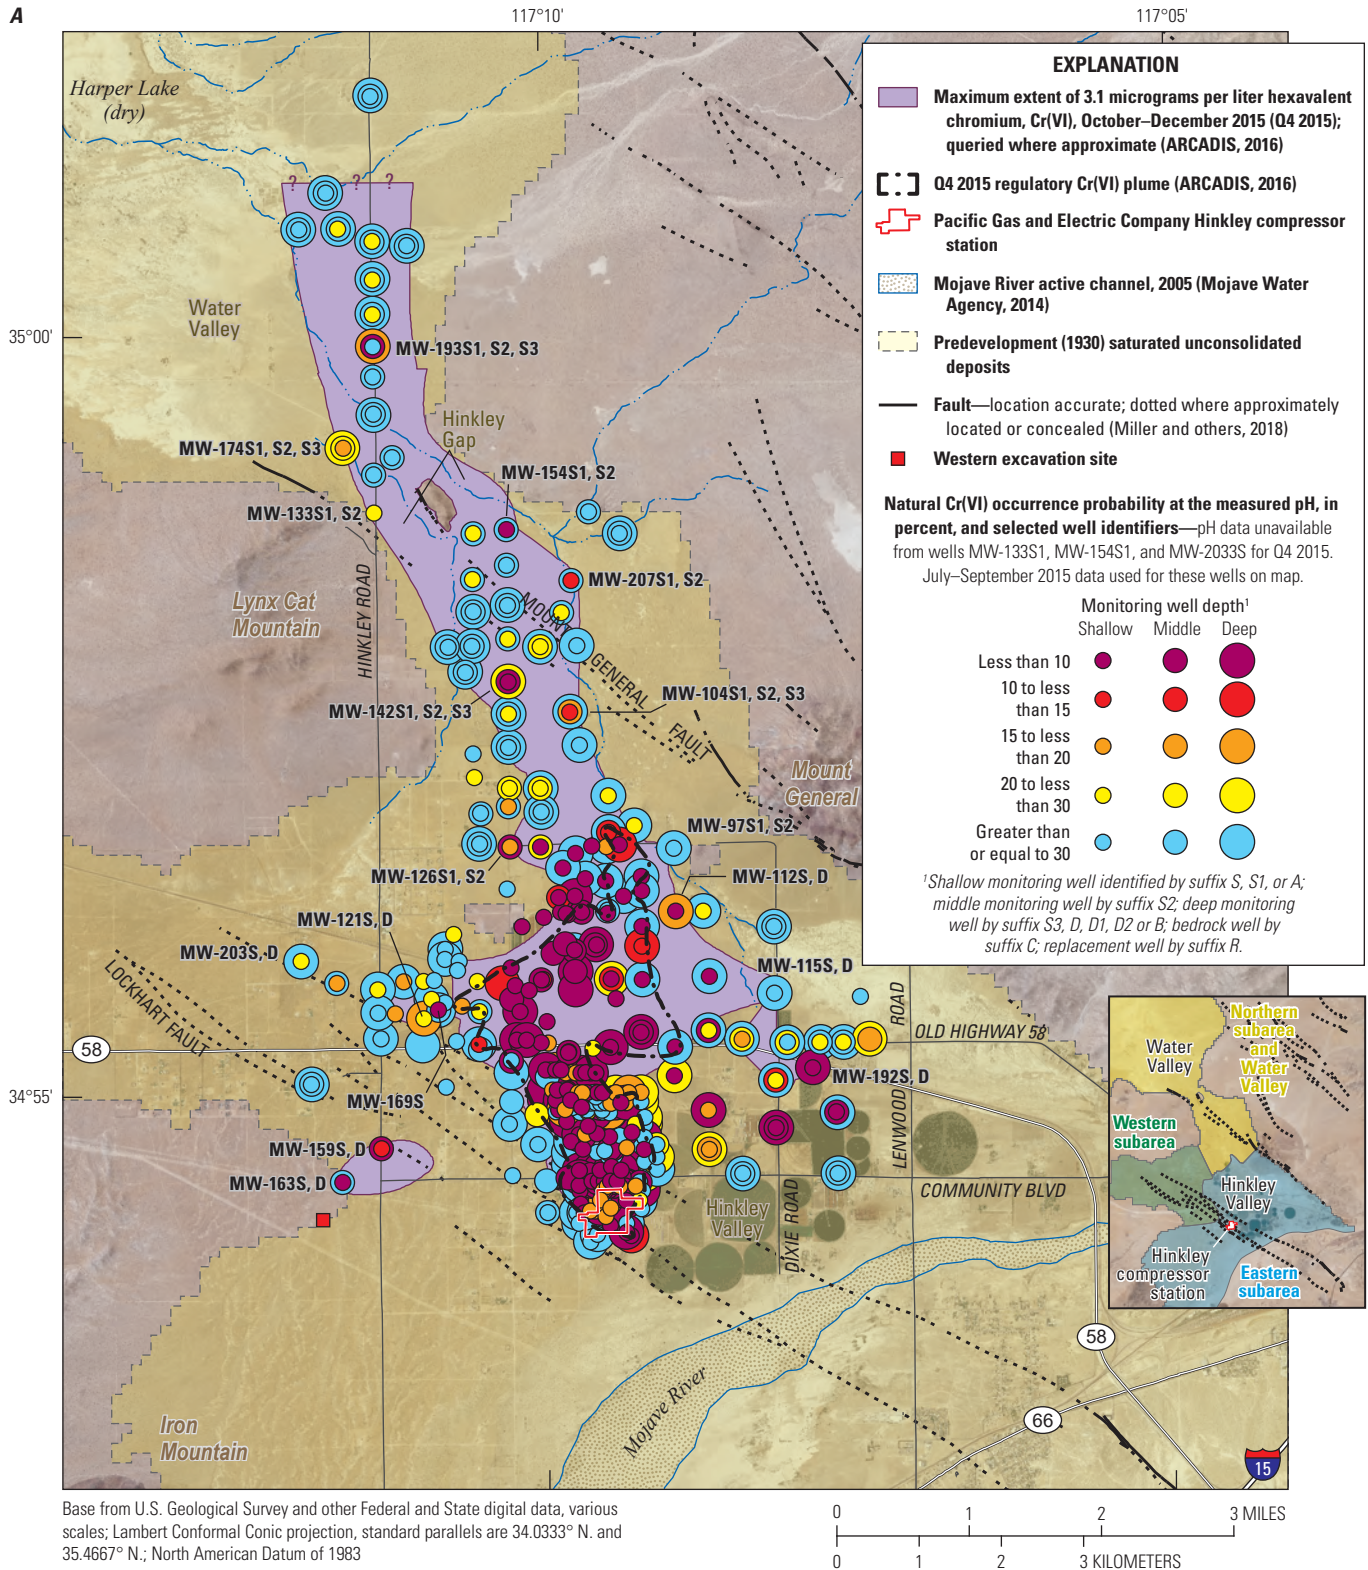 A
117°10'
117°05'
Harper Lake
(dry)
? ? ?
Water
Valley
35°00'
MW-193S1, S2, S3
Hinkley
Gap
MW-174S1, S2, S3
MW-154S1, S2
MW-133S1, S2
MW-207S1, S2
Lynx Cat
Mountain
HINKLEY ROAD
MOUNT GENERAL FAULT
MW-142S1, S2, S3
MW-104S1, S2, S3
Mount
General
MW-97S1, S2
MW-126S1, S2
MW-112S, D
MW-121S, D
MW-203S, D
MW-115S, D
LOCKHART FAULT
58
OLD HIGHWAY 58
LENWOOD ROAD
34°55'
MW-169S
MW-192S, D
MW-159S, D
MW-163S, D
COMMUNITY BLVD
Hinkley
Valley
DIXIE ROAD
Mojave River
58
66
15
Iron
Mountain
EXPLANATION
Maximum extent of 3.1 micrograms per liter hexavalent
chromium, Cr(VI), October–December 2015 (Q4 2015);
queried where approximate (ARCADIS, 2016)
Q4 2015 regulatory Cr(VI) plume (ARCADIS, 2016)
Pacific Gas and Electric Company Hinkley compressor
station
Mojave River active channel, 2005 (Mojave Water
Agency, 2014)
Predevelopment (1930) saturated unconsolidated
deposits
Fault—location accurate; dotted where approximately
located or concealed (Miller and others, 2018)
Western excavation site
Natural Cr(VI) occurrence probability at the measured pH, in
percent, and selected well identifiers—pH data unavailable
from wells MW-133S1, MW-154S1, and MW-2033S for Q4 2015.
July–September 2015 data used for these wells on map.
Monitoring well depth1
Shallow Middle Deep
Less than 10
10 to less
than 15
15 to less
than 20
20 to less
than 30
Greater than
or equal to 30
1Shallow monitoring well identified by suffix S, S1, or A;
middle monitoring well by suffix S2; deep monitoring
well by suffix S3, D, D1, D2 or B; bedrock well by
suffix C; replacement well by suffix R.
Northern
subarea
and
Water
Valley
Water
Valley
Western
subarea
Hinkley
Valley
Hinkley
compressor
station
Eastern
subarea
Base from U.S. Geological Survey and other Federal and State digital data, various
scales; Lambert Conformal Conic projection, standard parallels are 34.0333° N. and
35.4667° N.; North American Datum of 1983
0 1 2 3 MILES
0 1 2 3 KILOMETERS